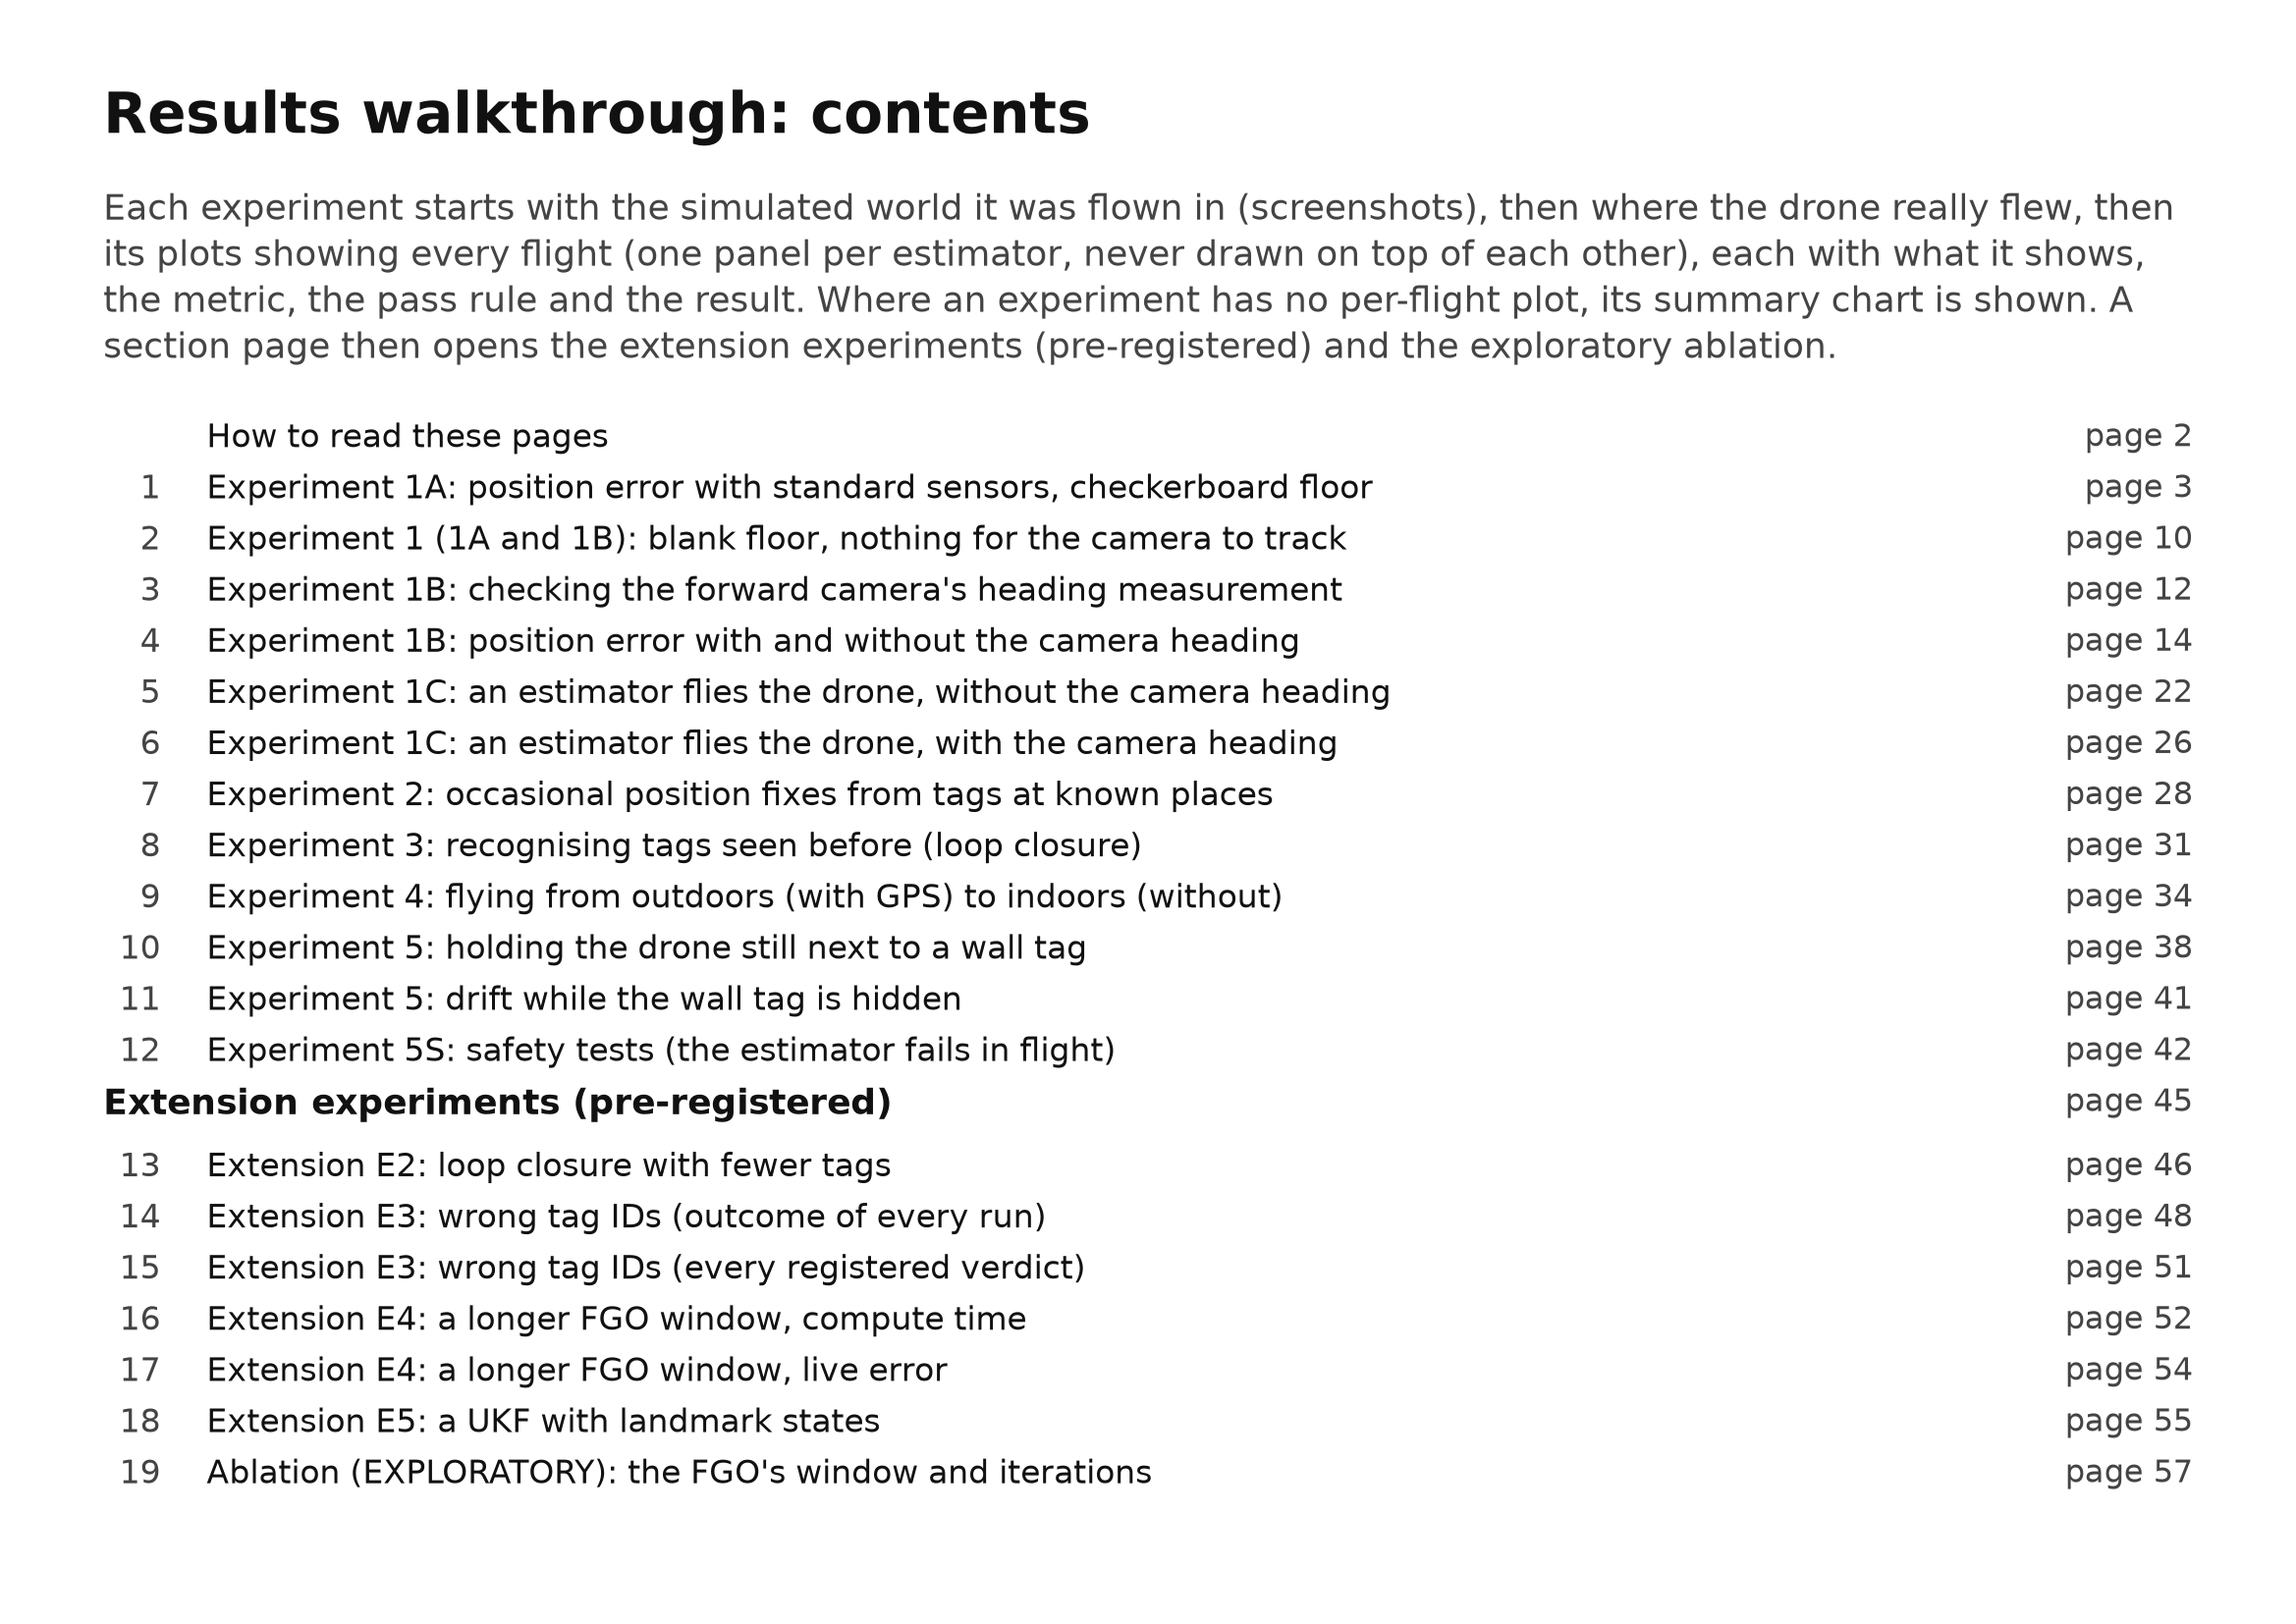 Results walkthrough: contents
Each experiment starts with the simulated world it was flown in (screenshots), then where the drone really flew, then
its plots showing every flight (one panel per estimator, never drawn on top of each other), each with what it shows,
the metric, the pass rule and the result. Where an experiment has no per-flight plot, its summary chart is shown. A
section page then opens the extension experiments (pre-registered) and the exploratory ablation.
How to read these pages page 2
1 Experiment 1A: position error with standard sensors, checkerboard floor page 3
2 Experiment 1 (1A and 1B): blank floor, nothing for the camera to track page 10
3 Experiment 1B: checking the forward camera's heading measurement page 12
4 Experiment 1B: position error with and without the camera heading page 14
5 Experiment 1C: an estimator flies the drone, without the camera heading page 22
6 Experiment 1C: an estimator flies the drone, with the camera heading page 26
7 Experiment 2: occasional position fixes from tags at known places page 28
8 Experiment 3: recognising tags seen before (loop closure) page 31
9 Experiment 4: flying from outdoors (with GPS) to indoors (without) page 34
10 Experiment 5: holding the drone still next to a wall tag page 38
11 Experiment 5: drift while the wall tag is hidden page 41
12 Experiment 5S: safety tests (the estimator fails in flight) page 42
Extension experiments (pre-registered) page 45
13 Extension E2: loop closure with fewer tags page 46
14 Extension E3: wrong tag IDs (outcome of every run) page 48
15 Extension E3: wrong tag IDs (every registered verdict) page 51
16 Extension E4: a longer FGO window, compute time page 52
17 Extension E4: a longer FGO window, live error page 54
18 Extension E5: a UKF with landmark states page 55
19 Ablation (EXPLORATORY): the FGO's window and iterations page 57